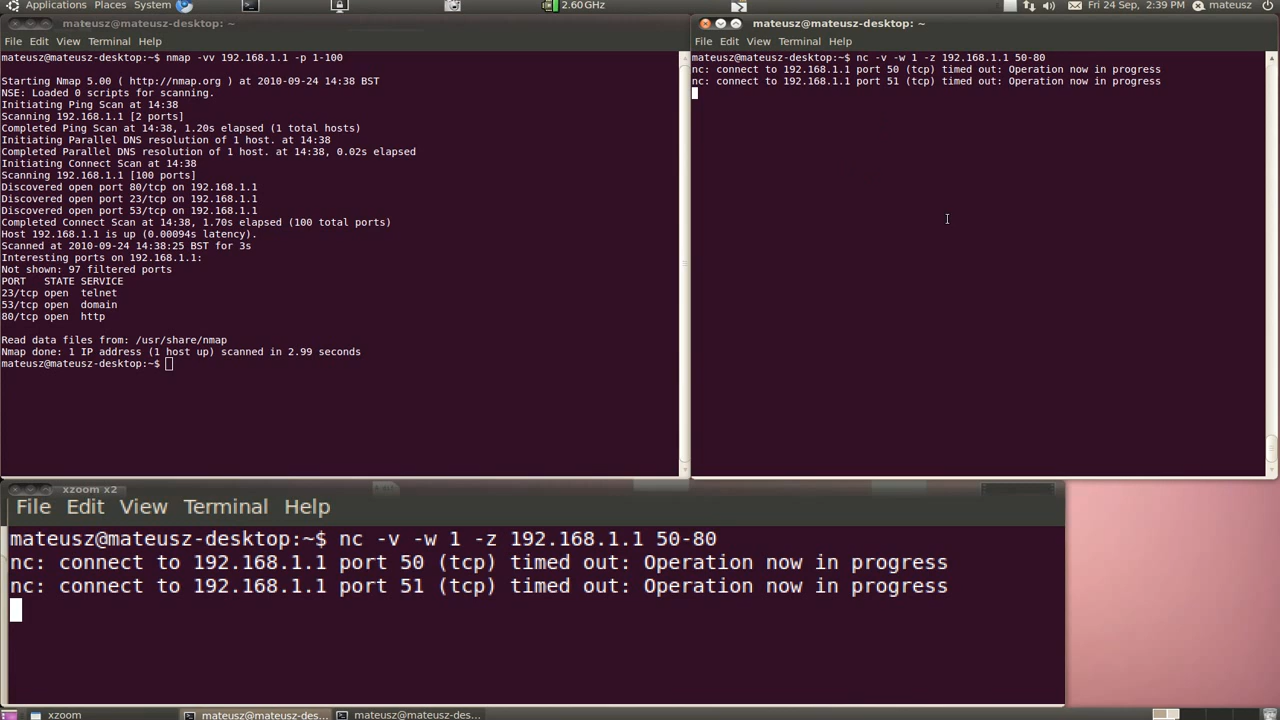 Applications Places System
2.60GHz
Fri 24 Sep, 2:39 PM mateusz
mateusz@mateusz-desktop: ~
File Edit View Terminal Help
mateusz@mateusz-desktop:~$ nmap -vv 192.168.1.1 -p 1-100
Starting Nmap 5.00 ( http://nmap.org ) at 2010-09-24 14:38 BST
NSE: Loaded 0 scripts for scanning.
Initiating Ping Scan at 14:38
Scanning 192.168.1.1 [2 ports]
Completed Ping Scan at 14:38, 1.20s elapsed (1 total hosts)
Initiating Parallel DNS resolution of 1 host. at 14:38
Completed Parallel DNS resolution of 1 host. at 14:38, 0.02s elapsed
Initiating Connect Scan at 14:38
Scanning 192.168.1.1 [100 ports]
Discovered open port 80/tcp on 192.168.1.1
Discovered open port 23/tcp on 192.168.1.1
Discovered open port 53/tcp on 192.168.1.1
Completed Connect Scan at 14:38, 1.70s elapsed (100 total ports)
Host 192.168.1.1 is up (0.00094s latency).
Scanned at 2010-09-24 14:38:25 BST for 3s
Interesting ports on 192.168.1.1:
Not shown: 97 filtered ports
PORT   STATE SERVICE
23/tcp open  telnet
53/tcp open  domain
80/tcp open  http
Read data files from: /usr/share/nmap
Nmap done: 1 IP address (1 host up) scanned in 2.99 seconds
mateusz@mateusz-desktop:~$
mateusz@mateusz-desktop: ~
File Edit View Terminal Help
mateusz@mateusz-desktop:~$ nc -v -w 1 -z 192.168.1.1 50-80
nc: connect to 192.168.1.1 port 50 (tcp) timed out: Operation now in progress
nc: connect to 192.168.1.1 port 51 (tcp) timed out: Operation now in progress
xzoom x2
File Edit View Terminal Help
mateusz@mateusz-desktop:~$ nc -v -w 1 -z 192.168.1.1 50-80
nc: connect to 192.168.1.1 port 50 (tcp) timed out: Operation now in progress
nc: connect to 192.168.1.1 port 51 (tcp) timed out: Operation now in progress
xzoom
mateusz@mateusz-des...
mateusz@mateusz-des...